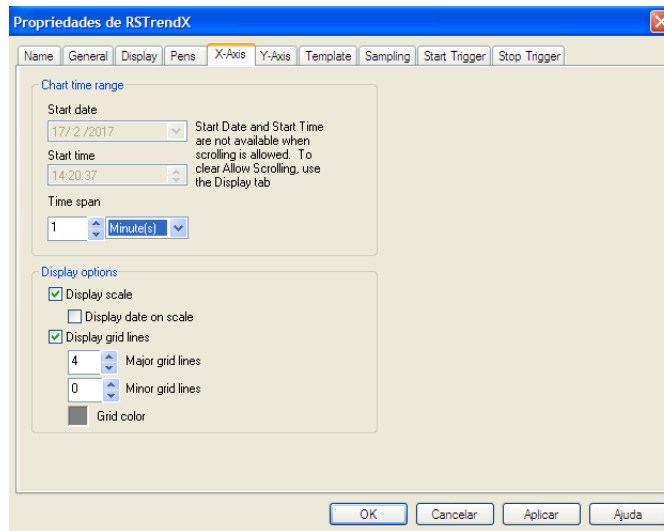 Propriedades de RSTrendX
Name General Display Pens X-Axis Y-Axis Template Sampling Start Trigger Stop Trigger
Chart time range
Start date
17/ 2 /2017
Start time
14:20:37
Start Date and Start Time
are not available when
scrolling is allowed. To
clear Allow Scrolling, use
the Display tab
Time span
1 Minute(s)
Display options
Display scale
Display date on scale
Display grid lines
4 Major grid lines
0 Minor grid lines
Grid color
OK Cancelar Aplicar Ajuda